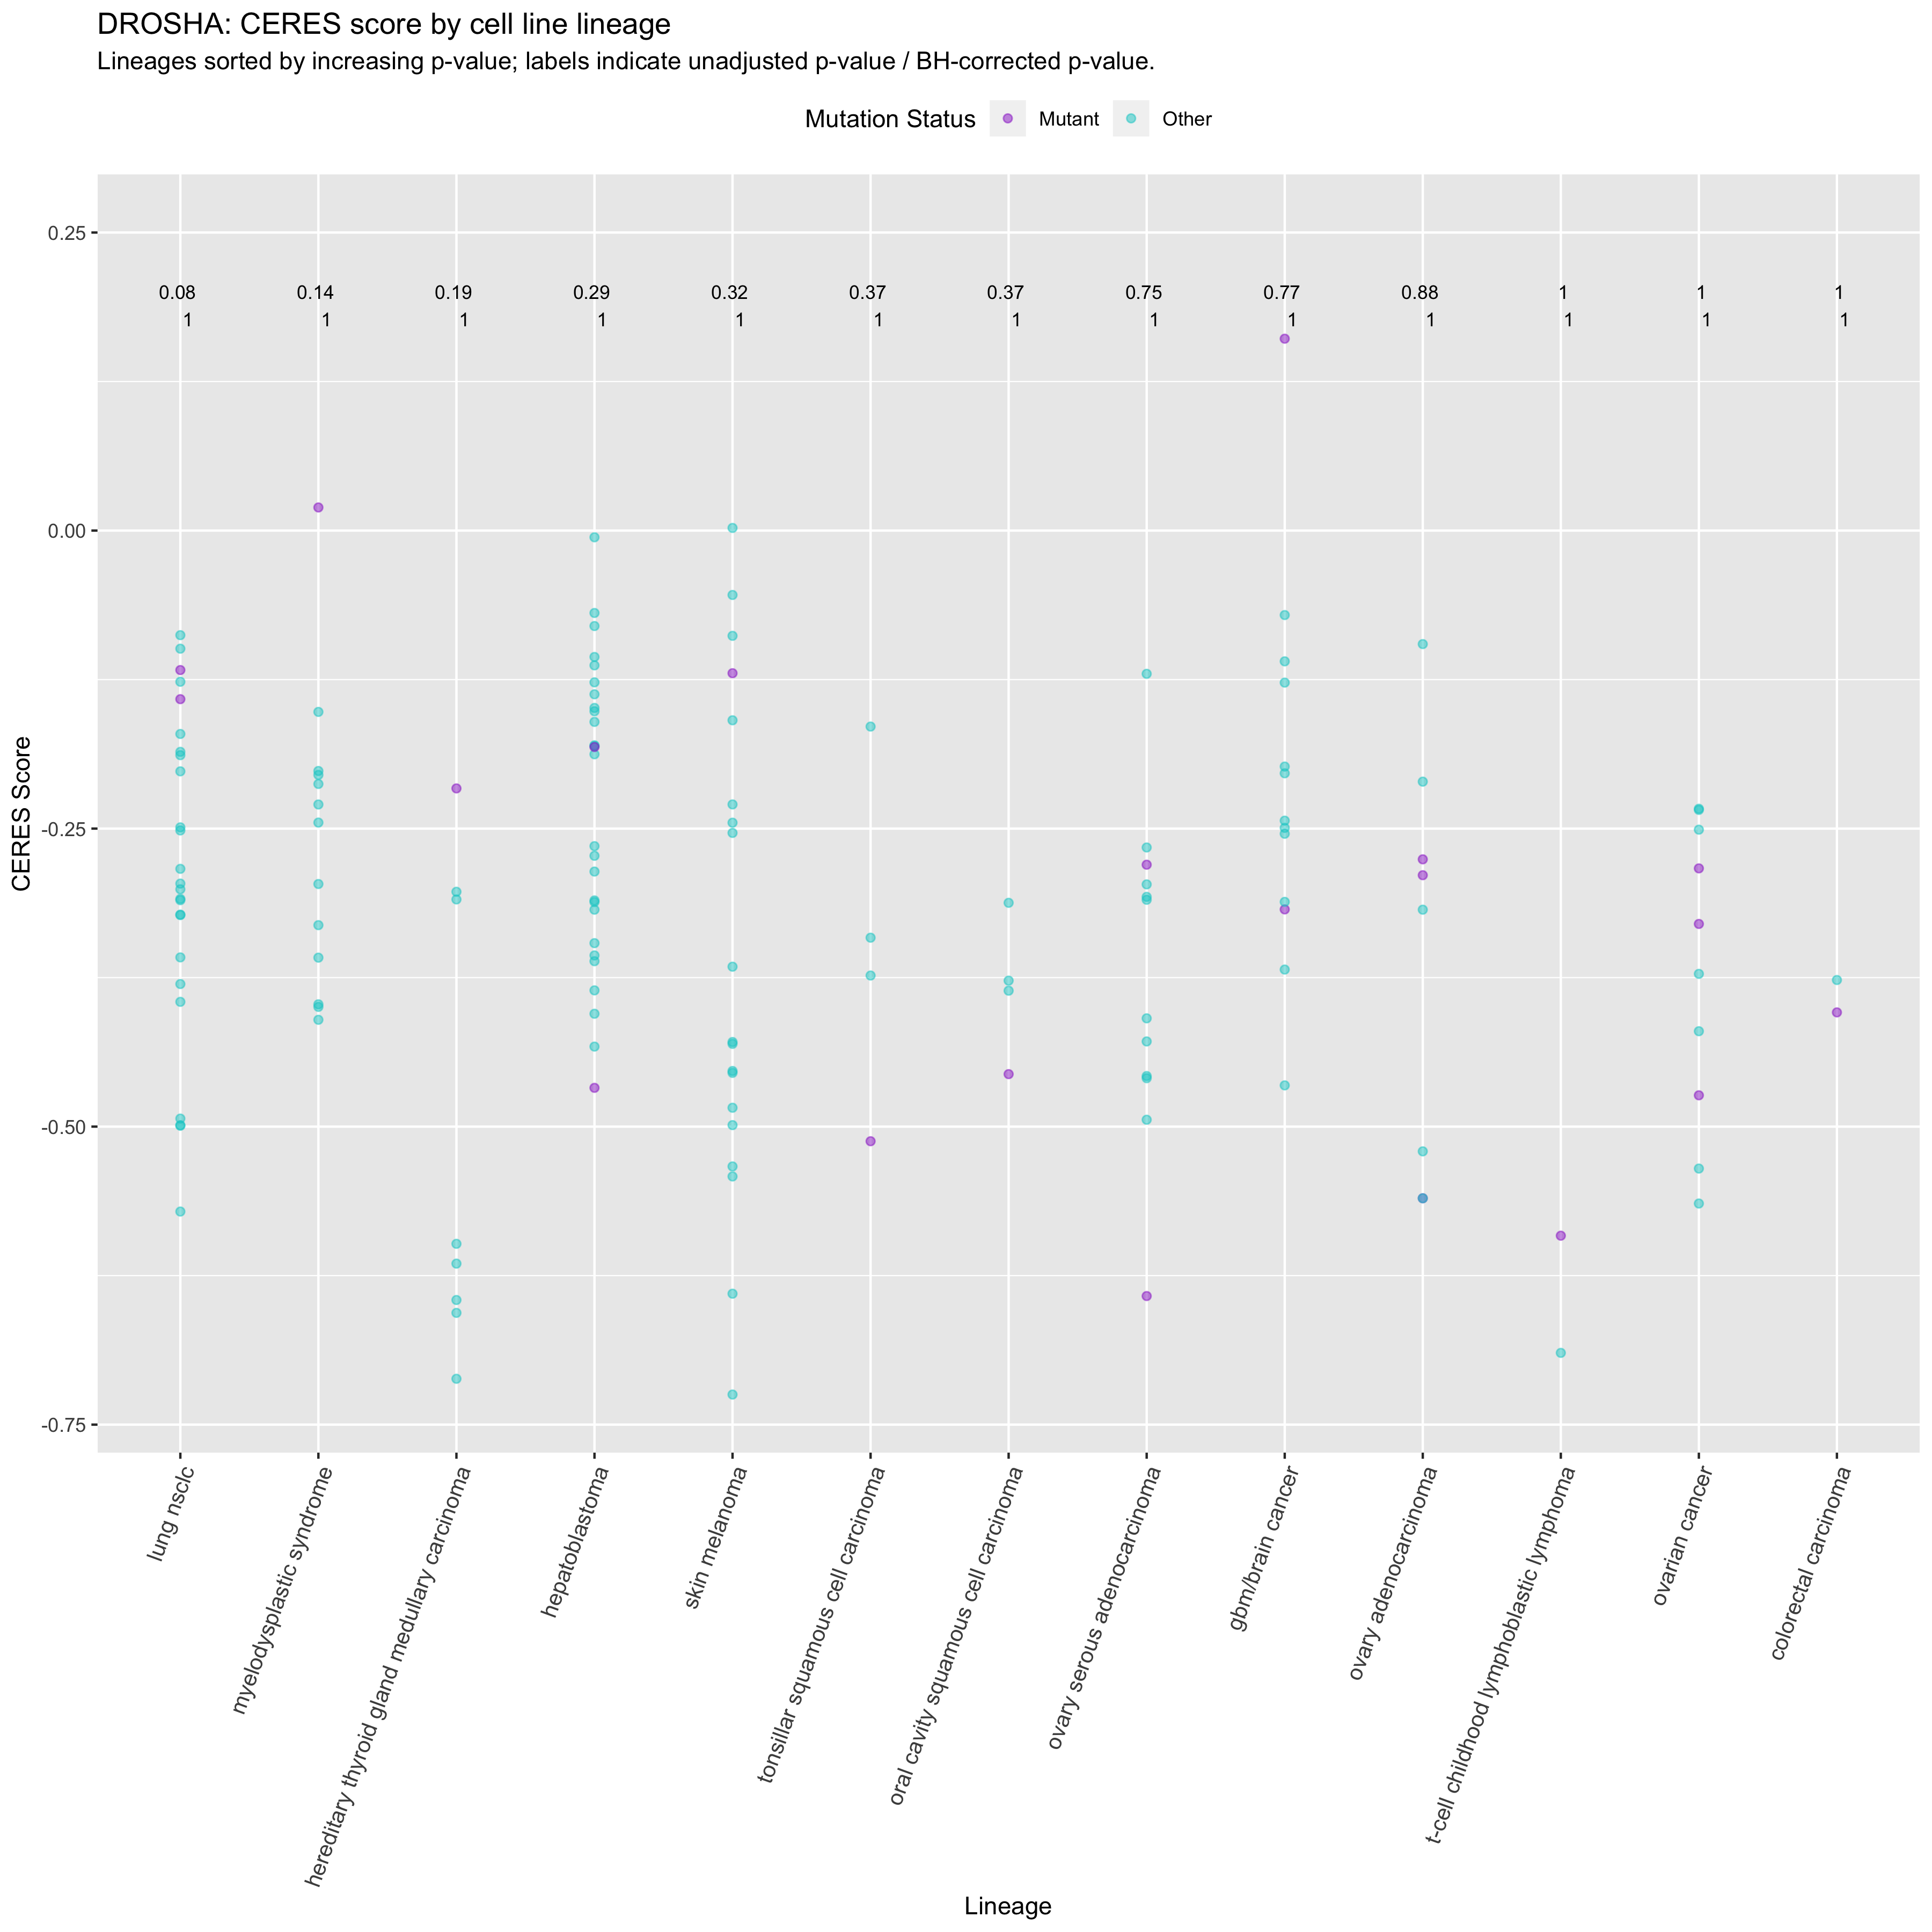 DROSHA: CERES score by cell line lineage
Lineages sorted by increasing p-value; labels indicate unadjusted p-value / BH-corrected p-value.
Mutation Status Mutant Other
0.25
0.08 0.14 0.19 0.29 0.32 0.37 0.37 0.75 0.77 0.88 1 1 1
1 1 1 1 1 1 1 1 1 1 1 1 1
0.00
CERES Score
-0.25
-0.50
-0.75
lung nsclc
myelodysplastic syndrome
hereditary thyroid gland medullary carcinoma
hepatoblastoma
skin melanoma
tonsillar squamous cell carcinoma
oral cavity squamous cell carcinoma
ovary serous adenocarcinoma
gbm/brain cancer
ovary adenocarcinoma
t-cell childhood lymphoblastic lymphoma
ovarian cancer
colorectal carcinoma
Lineage